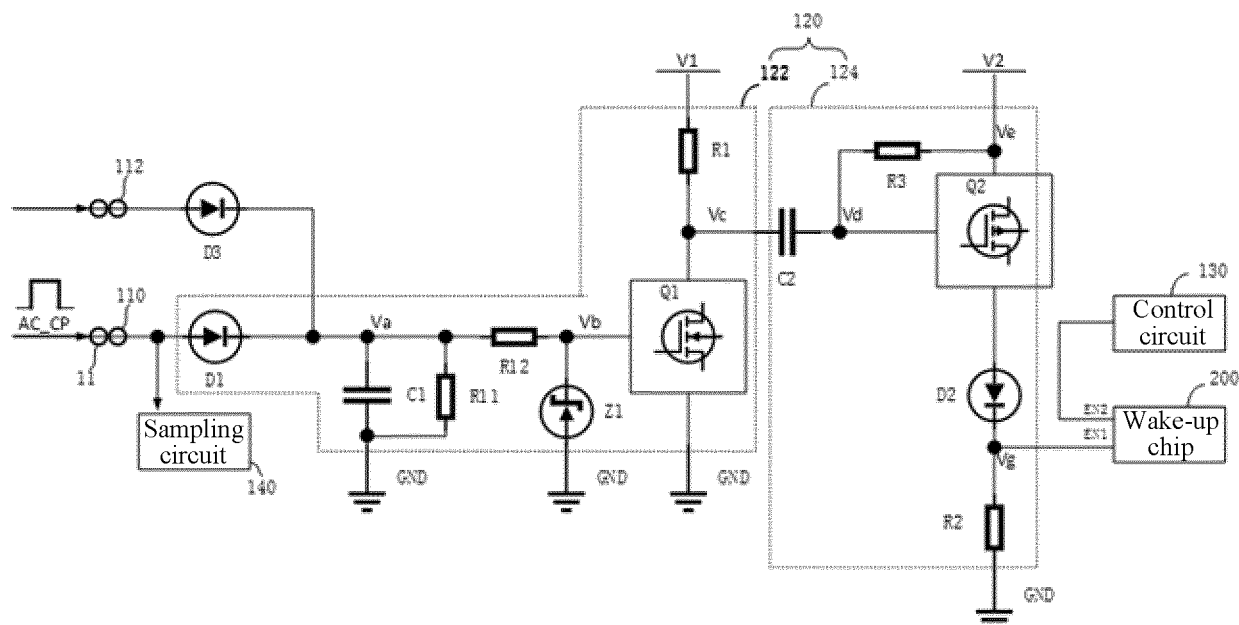 120
V1
122
124
V2
Ve
R1
R3
112
Q2
Vc
Vd
D3
C2
Q1
130
110
AC_CP
Control
circuit
Va
Vb
11
D1
R12
C1
R11
Z1
D2
200
EN2
EN1
Wake-up
chip
Sampling
circuit
Vg
140
GND
GND
GND
R2
GND